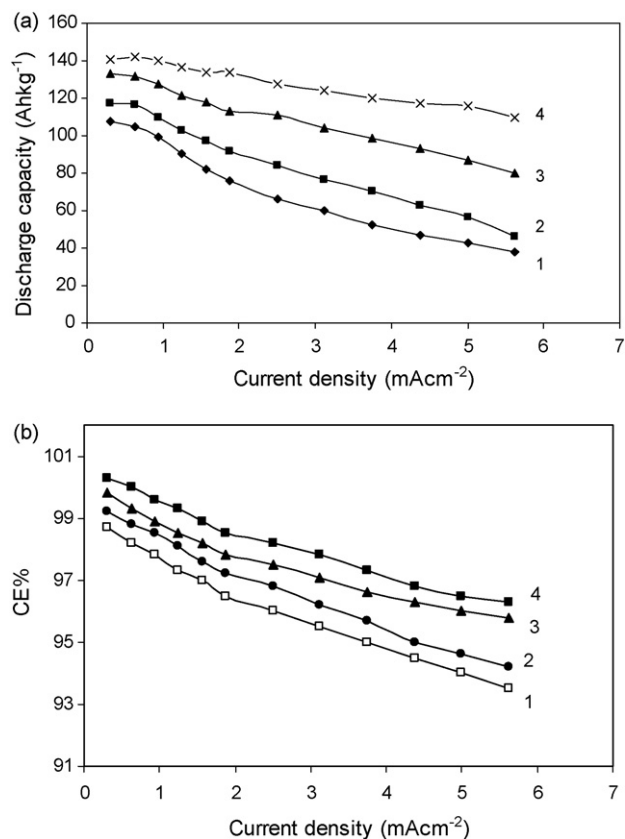 (a)
160
140
120
100
80
60
40
20
0
Discharge capacity (Ahkg⁻¹)
4
3
2
1
0 1 2 3 4 5 6 7
Current density (mAcm⁻²)
(b)
101
99
97
95
93
91
CE%
4
3
2
1
0 1 2 3 4 5 6 7
Current density (mAcm⁻²)